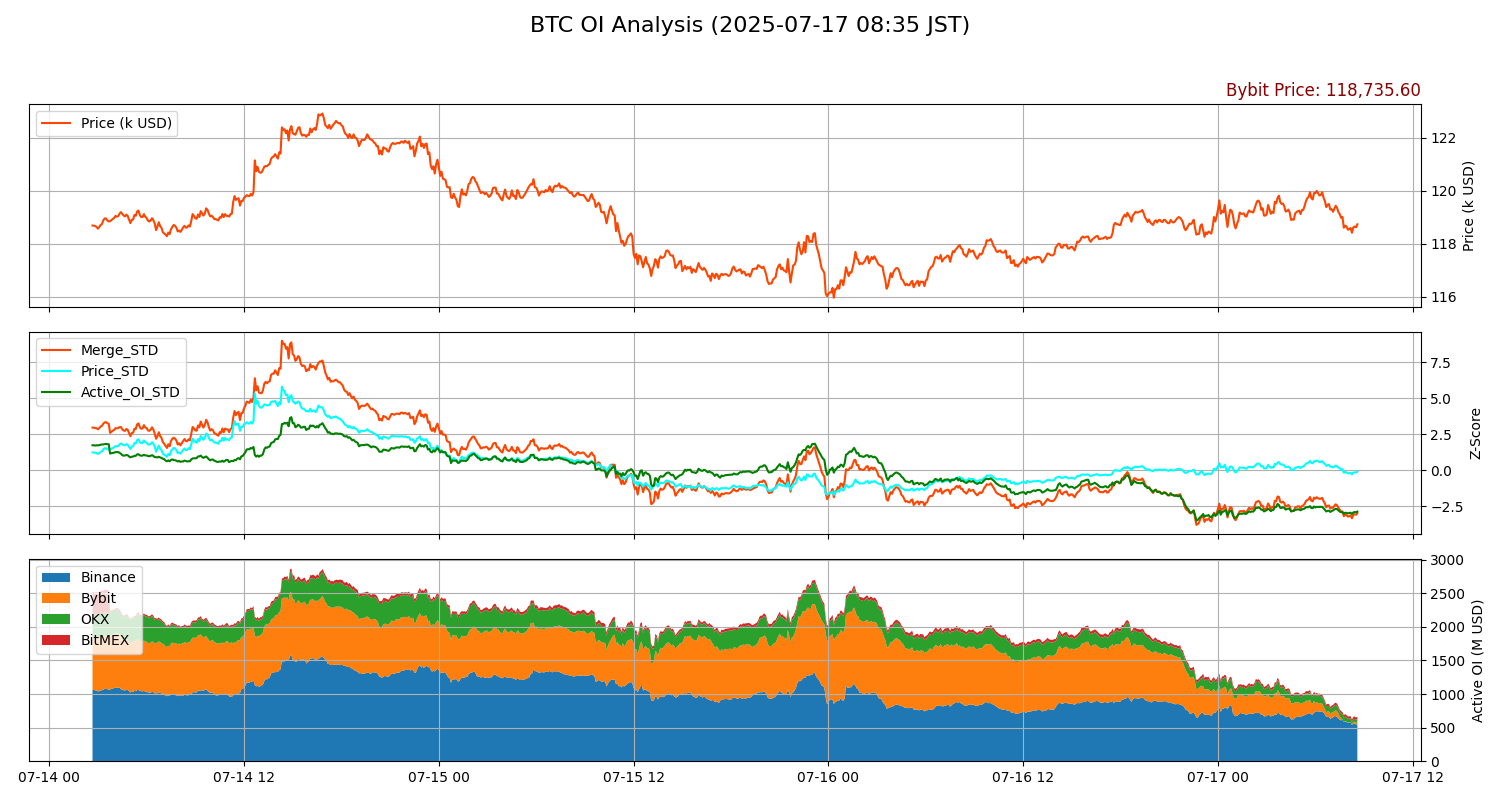 BTC OI Analysis (2025-07-17 08:35 JST)
Bybit Price: 118,735.60
Price (k USD)
122
120
118
116
Price (k USD)
Merge_STD
Price_STD
Active_OI_STD
7.5
5.0
2.5
0.0
−2.5
Z-Score
Binance
Bybit
OKX
BitMEX
3000
2500
2000
1500
1000
500
0
Active OI (M USD)
07-14 00
07-14 12
07-15 00
07-15 12
07-16 00
07-16 12
07-17 00
07-17 12